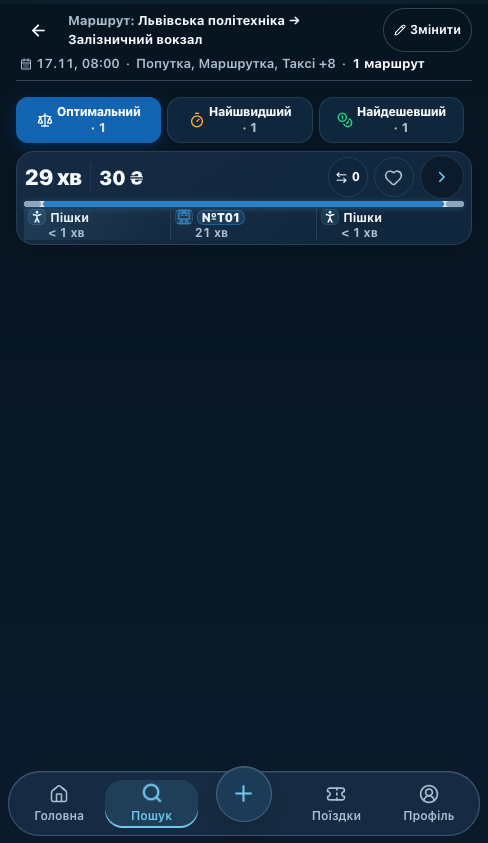 Маршрут: Львівська політехніка →
Залізничний вокзал
Змінити
17.11, 08:00 · Попутка, Маршрутка, Таксі +8 · 1 маршрут
Оптимальний
· 1
Найшвидший
· 1
Найдешевший
· 1
29 хв
30 ₴
0
Пішки
< 1 хв
№T01
21 хв
Пішки
< 1 хв
Головна
Пошук
Поїздки
Профіль